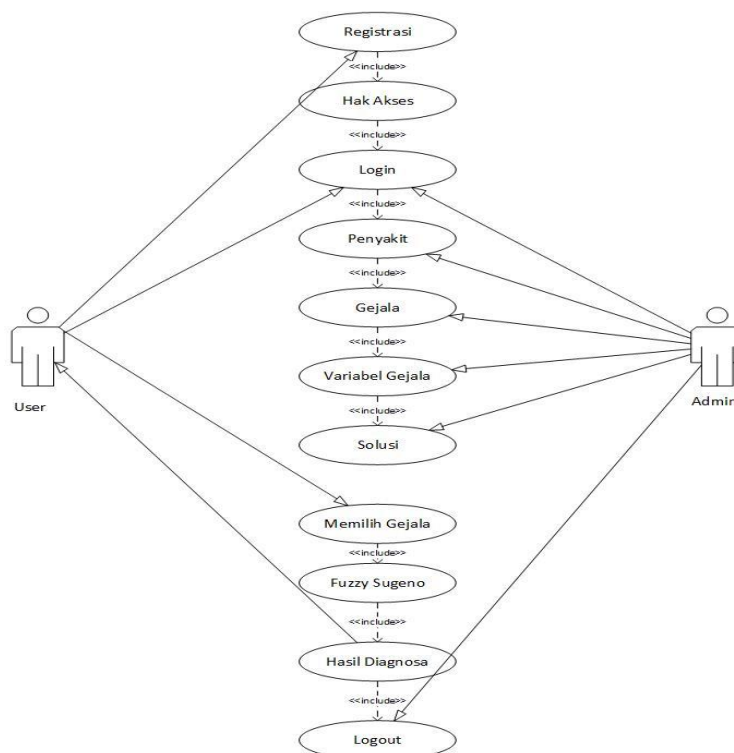 Registrasi
<<include>>
Hak Akses
<<include>>
Login
<<include>>
Penyakit
<<include>>
Gejala
<<include>>
Variabel Gejala
<<include>>
Solusi
User
Admin
Memilih Gejala
<<include>>
Fuzzy Sugeno
<<include>>
Hasil Diagnosa
<<include>>
Logout